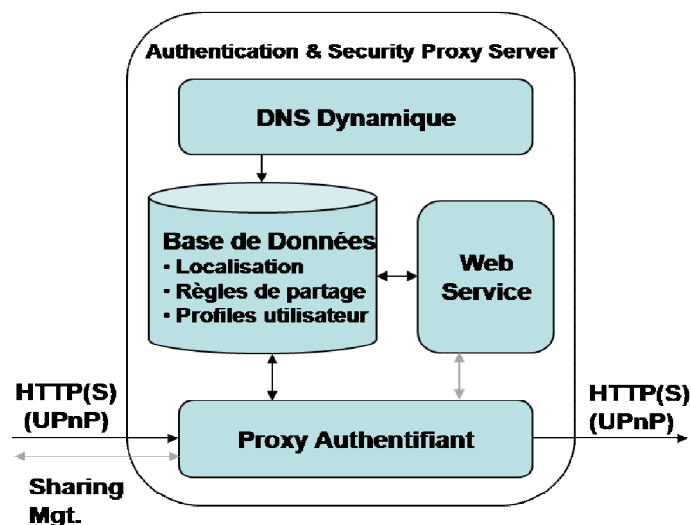 Authentication & Security Proxy Server
DNS Dynamique
Base de Données
• Localisation
• Règles de partage
• Profiles utilisateur
Web
Service
HTTP(S)
(UPnP)
Proxy Authentifiant
HTTP(S)
(UPnP)
Sharing
Mgt.